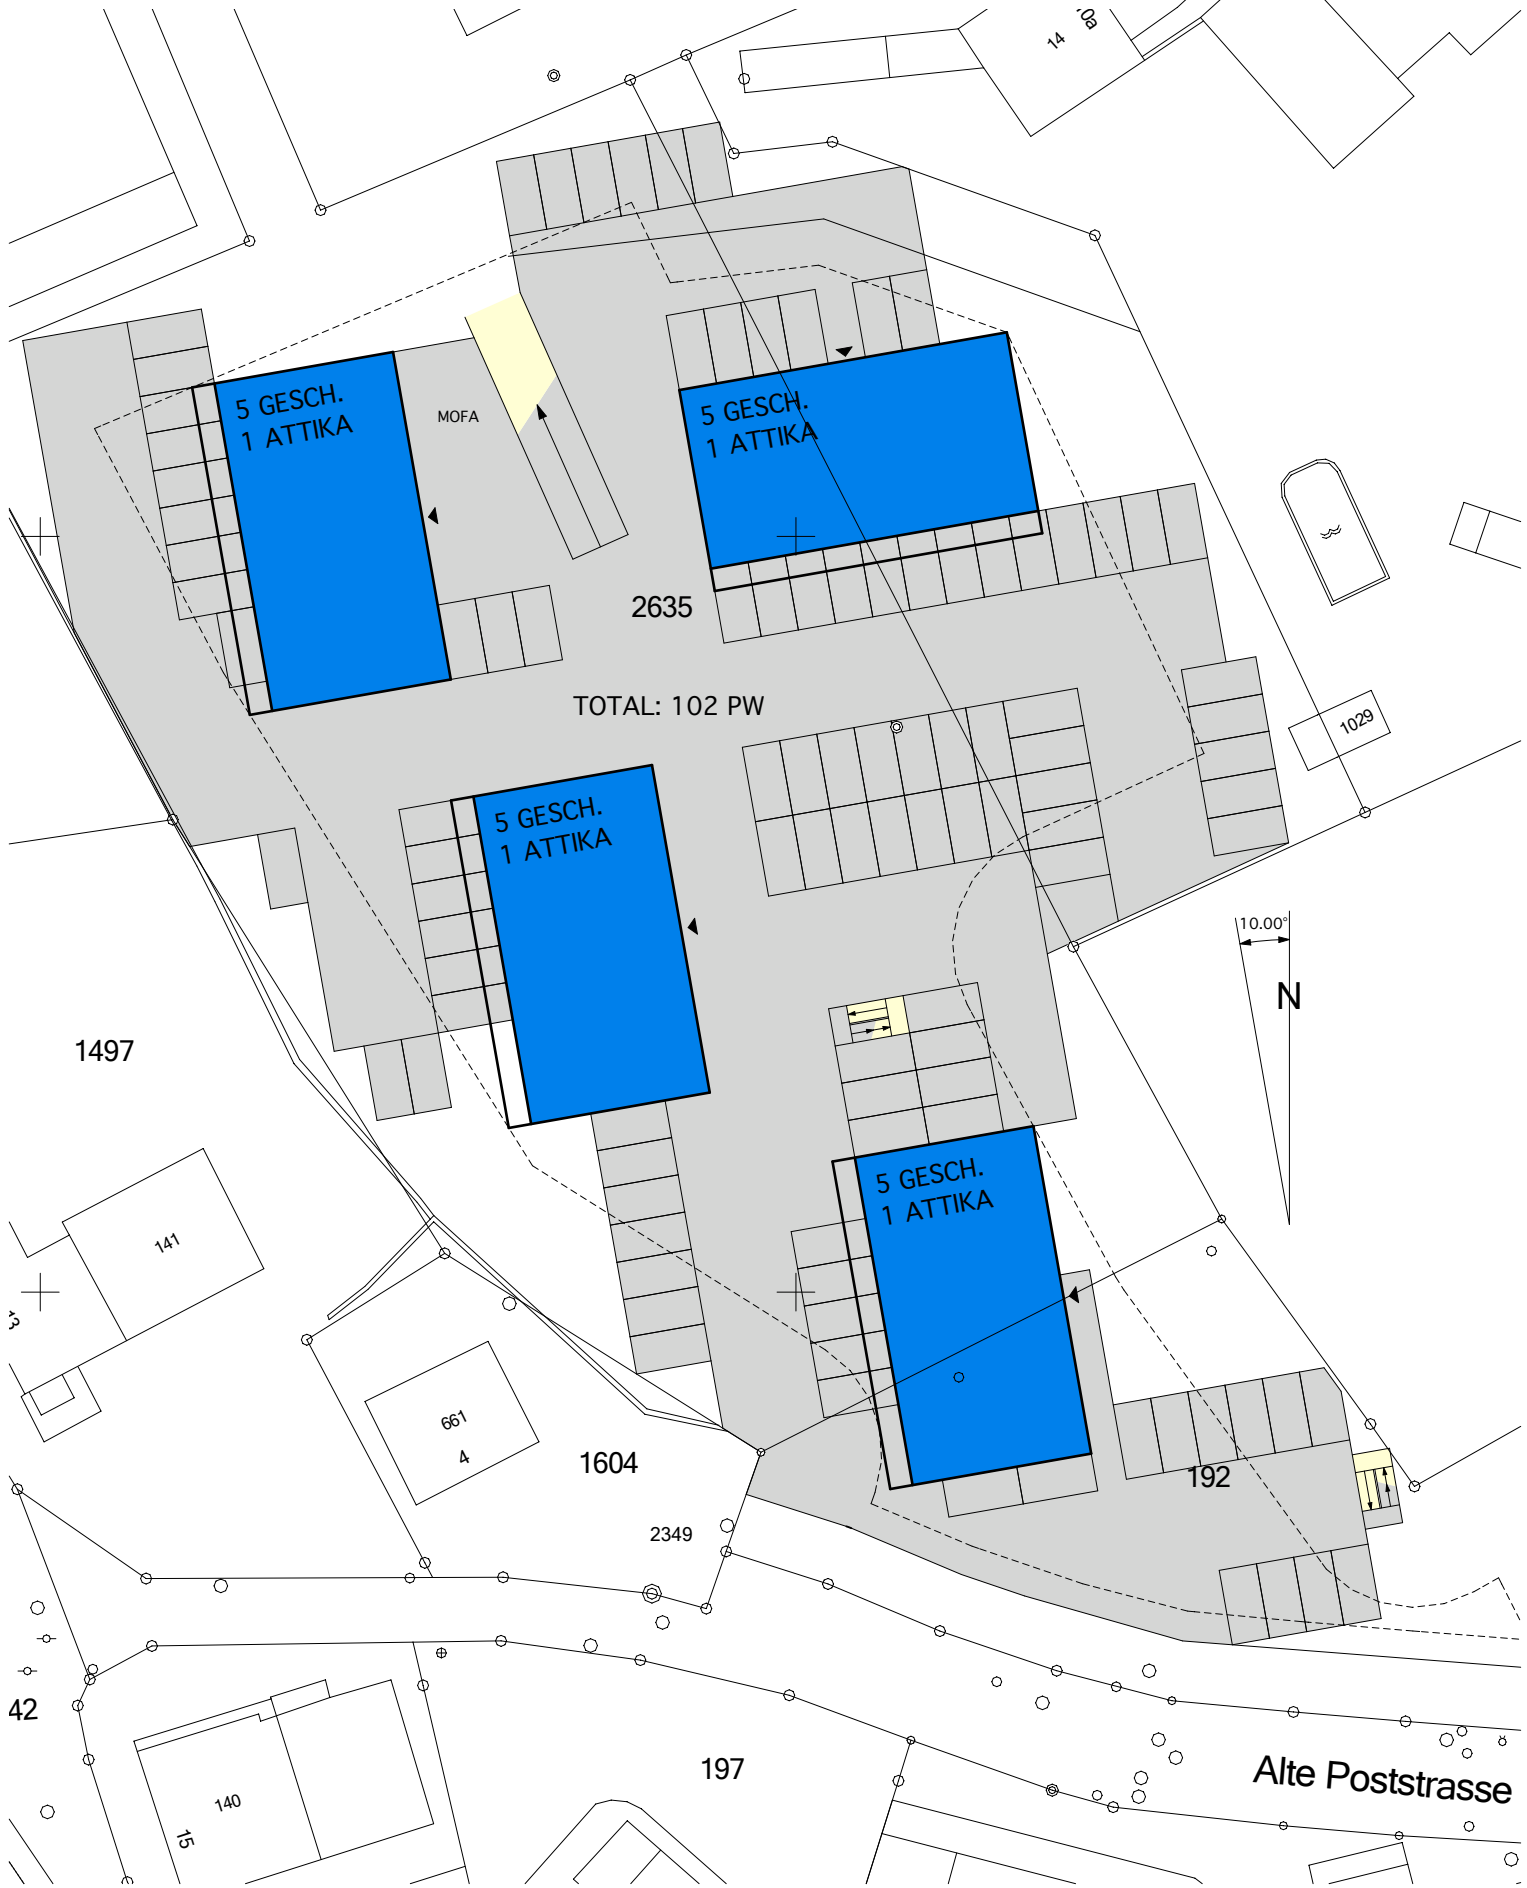 14
0a
5 GESCH.
1 ATTIKA
MOFA
5 GESCH.
1 ATTIKA
2635
TOTAL: 102 PW
1029
5 GESCH.
1 ATTIKA
10.00°
N
1497
5 GESCH.
1 ATTIKA
141
13
661
4
1604
192
2349
42
197
Alte Poststrasse
140
15